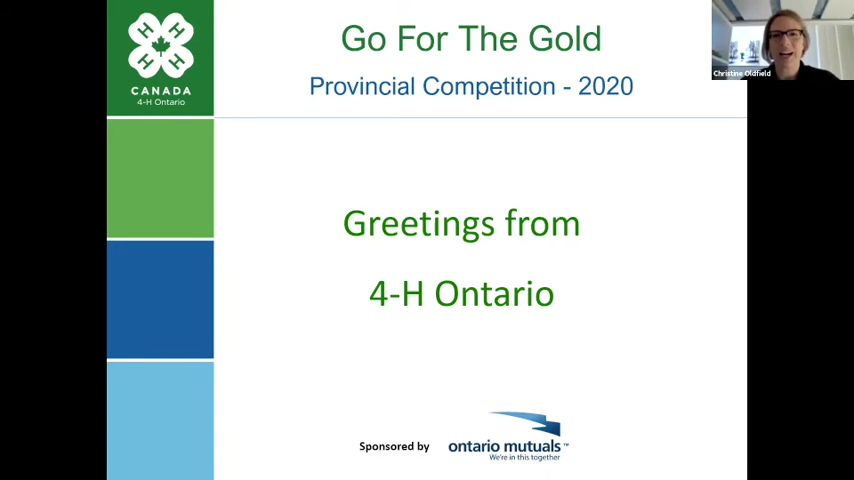 H H
H H
CANADA
4-H Ontario
Go For The Gold
Provincial Competition - 2020
Christine Oldfield
Greetings from
4-H Ontario
Sponsored by
ontario mutuals™
We're in this together